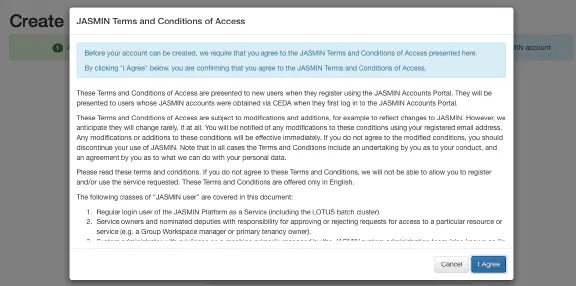 Create
JASMIN Terms and Conditions of Access
1
account
Before your account can be created, we require that you agree to the JASMIN Terms and Conditions of Access presented here.
By clicking "I Agree" below, you are confirming that you agree to the JASMIN Terms and Conditions of Access.
These Terms and Conditions of Access are presented to new users when they register using the JASMIN Accounts Portal. They will be
presented to users whose JASMIN accounts were obtained via CEDA when they first log in to the JASMIN Accounts Portal.
These Terms and Conditions of Access are subject to modifications and additions, for example to reflect changes to JASMIN. However, we
anticipate they will change rarely, if at all. You will be notified of any modifications to these conditions using your registered email address.
Any modifications or additions to these conditions will be effective immediately. If you do not agree to the modified conditions, you should
discontinue your use of JASMIN. Note that in all cases the Terms and Conditions include an undertaking by you as to your conduct, and
an agreement by you as to what we can do with your personal data.
Please read these terms and conditions. If you do not agree to these Terms and Conditions, we will not be able to allow you to register
and/or use the service requested. These Terms and Conditions are offered only in English.
The following classes of "JASMIN user" are covered in this document:
1. Regular login user of the JASMIN Platform as a Service (including the LOTUS batch cluster).
2. Service owners and nominated deputies with responsibility for approving or rejecting requests for access to a particular resource or
service (e.g. a Group Workspace manager or primary tenancy owner).
Cancel
I Agree